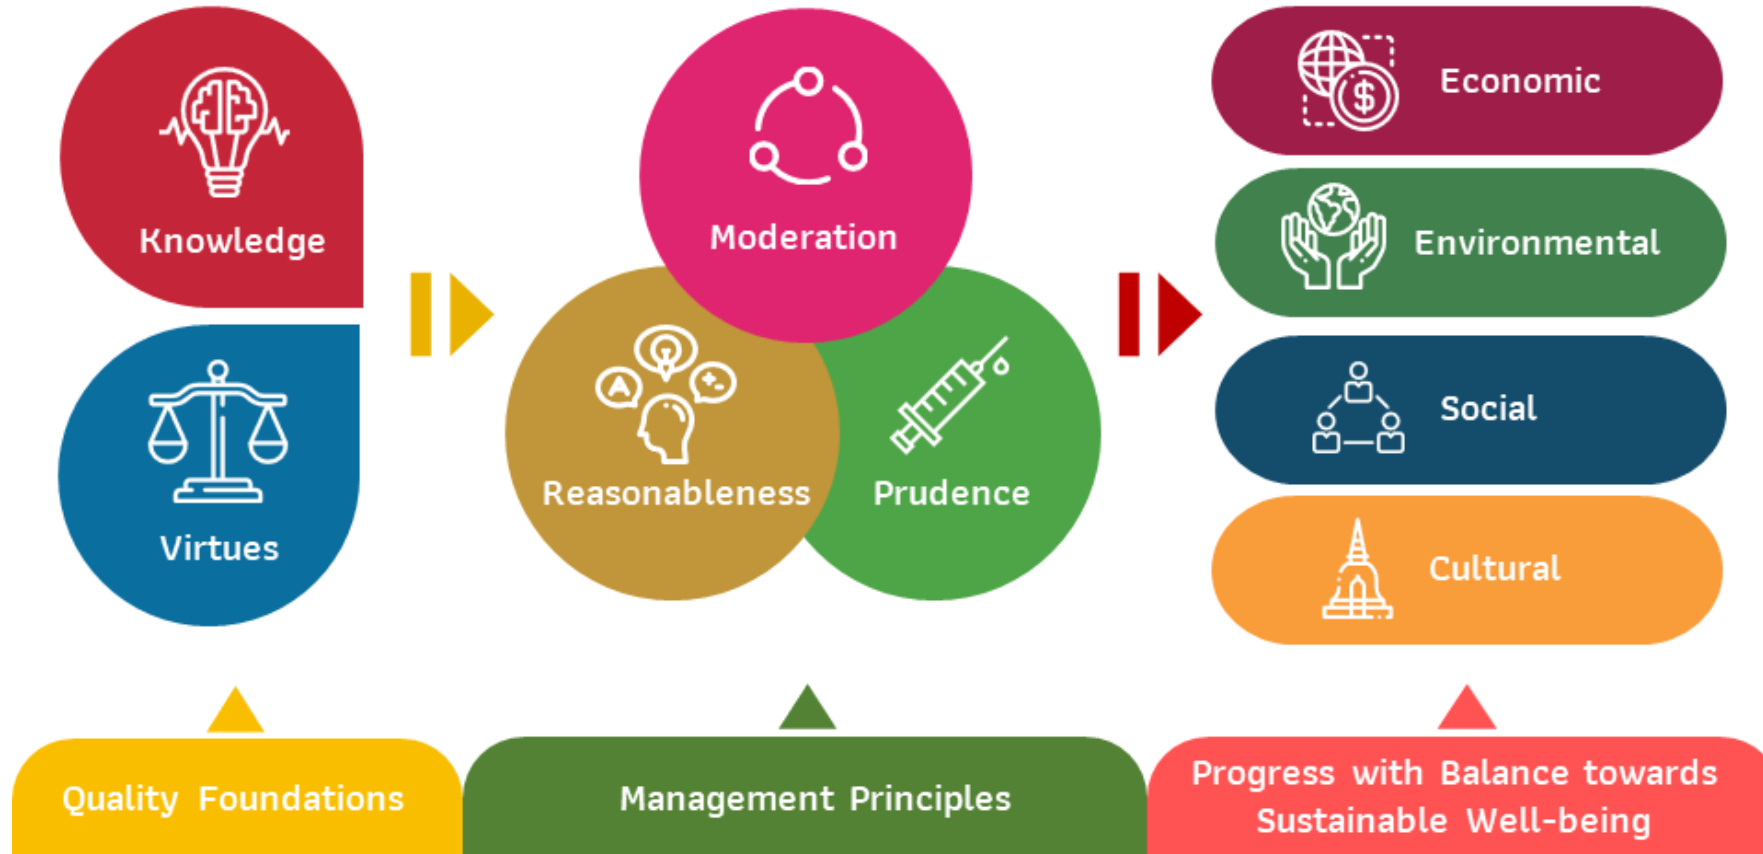 Knowledge
Virtues
Moderation
Reasonableness
Prudence
Economic
Environmental
Social
Cultural
Quality Foundations
Management Principles
Progress with Balance towards
Sustainable Well-being